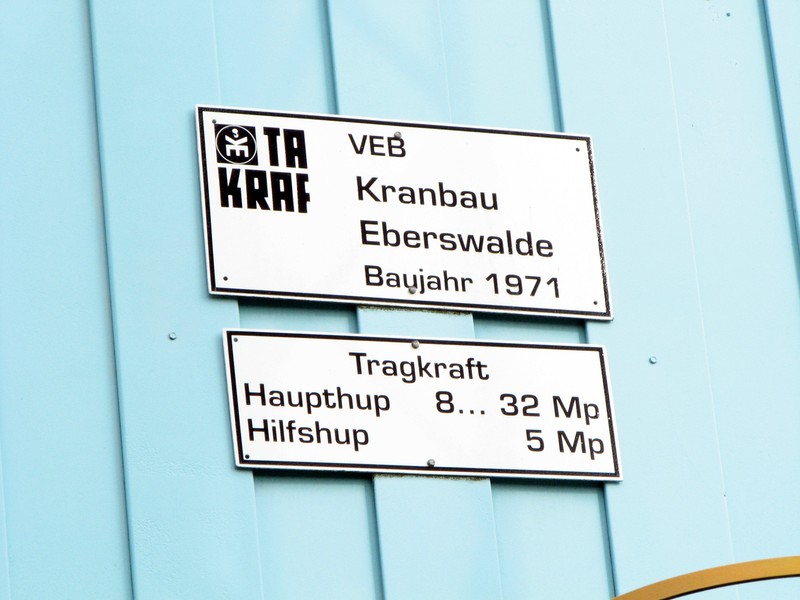 TA
KRAF
VEB
Kranbau
Eberswalde
Baujahr 1971
Tragkraft
Haupthup 8... 32 Mp
Hilfshup 5 Mp